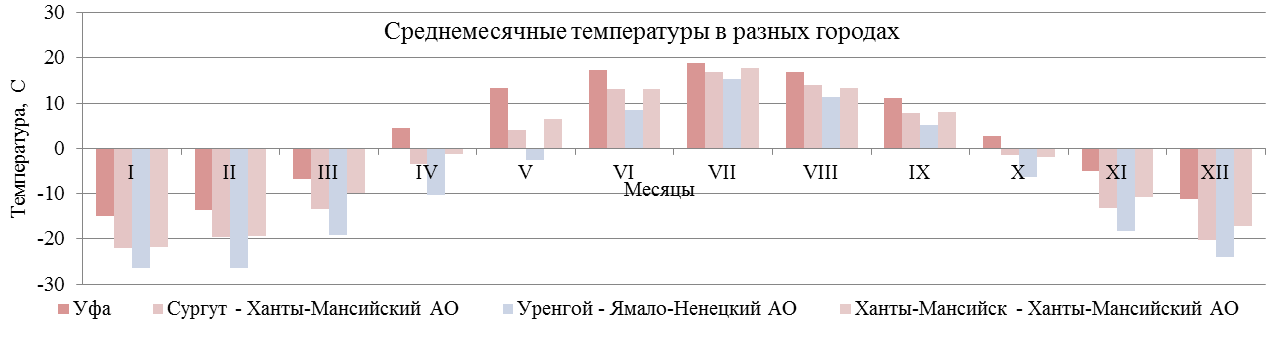 Среднемесячные температуры в разных городах
Температура, С
30
20
10
0
-10
-20
-30
I II III IV V VI VII VIII IX X XI XII
Месяцы
Уфа Сургут - Ханты-Мансийский АО Уренгой - Ямало-Ненецкий АО Ханты-Мансийск - Ханты-Мансийский АО